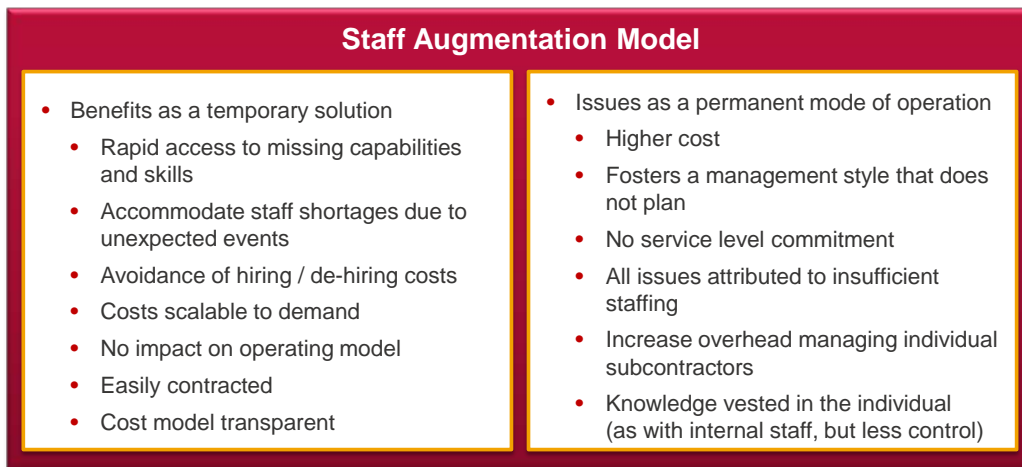 Staff Augmentation Model
• Benefits as a temporary solution
• Rapid access to missing capabilities
and skills
• Accommodate staff shortages due to
unexpected events
• Avoidance of hiring / de-hiring costs
• Costs scalable to demand
• No impact on operating model
• Easily contracted
• Cost model transparent
• Issues as a permanent mode of operation
• Higher cost
• Fosters a management style that does
not plan
• No service level commitment
• All issues attributed to insufficient
staffing
• Increase overhead managing individual
subcontractors
• Knowledge vested in the individual
(as with internal staff, but less control)